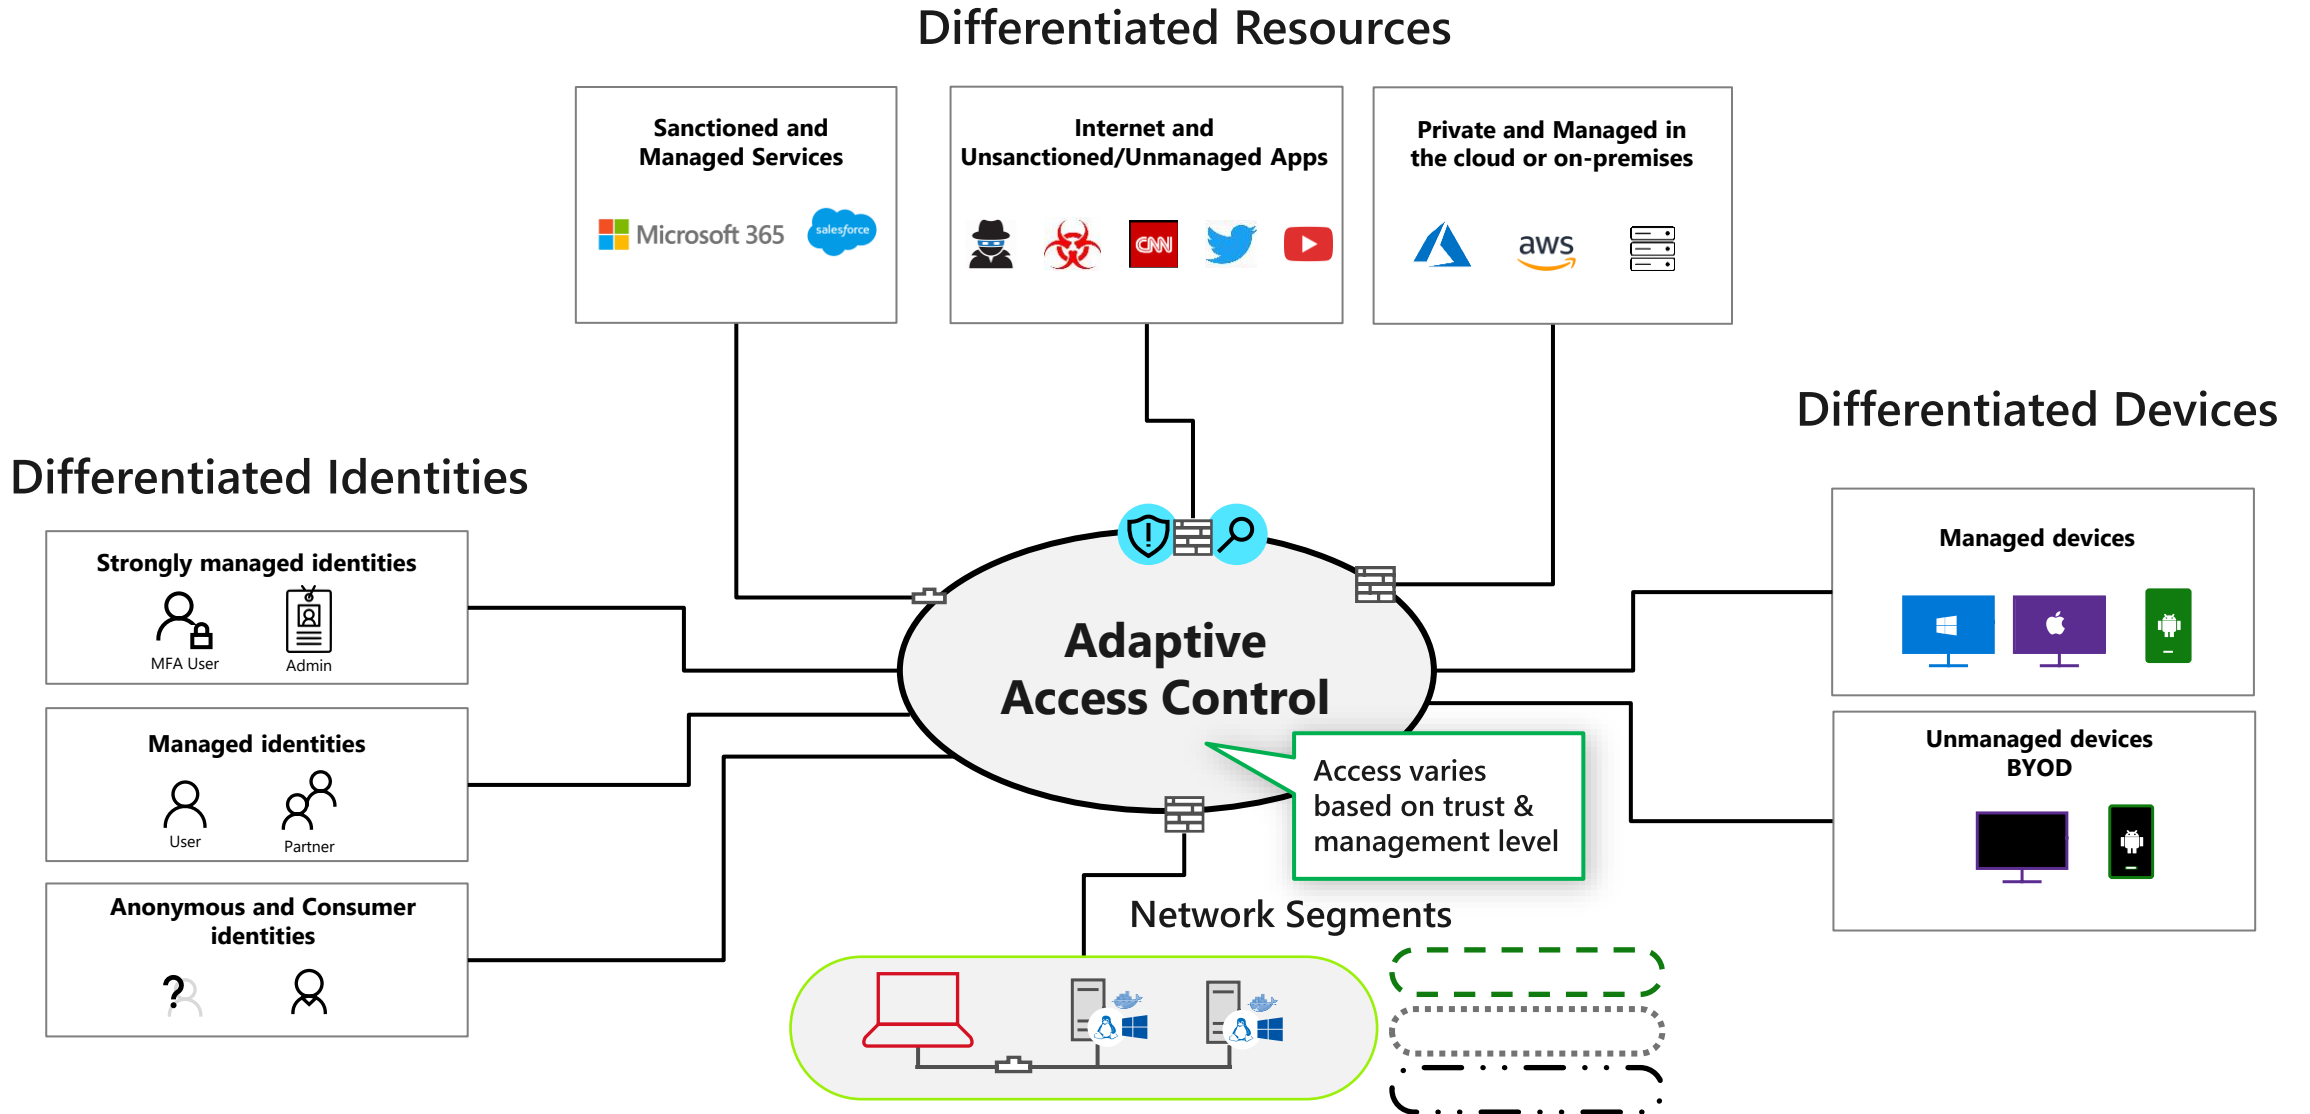 Differentiated Resources
Sanctioned and
Managed Services
Microsoft 365
salesforce
Internet and
Unsanctioned/Unmanaged Apps
CNN
Private and Managed in
the cloud or on-premises
aws
Differentiated Identities
Strongly managed identities
MFA User
Admin
Managed identities
User
Partner
Anonymous and Consumer
identities
?
Adaptive
Access Control
Access varies
based on trust &
management level
Differentiated Devices
Managed devices
Unmanaged devices
BYOD
Network Segments